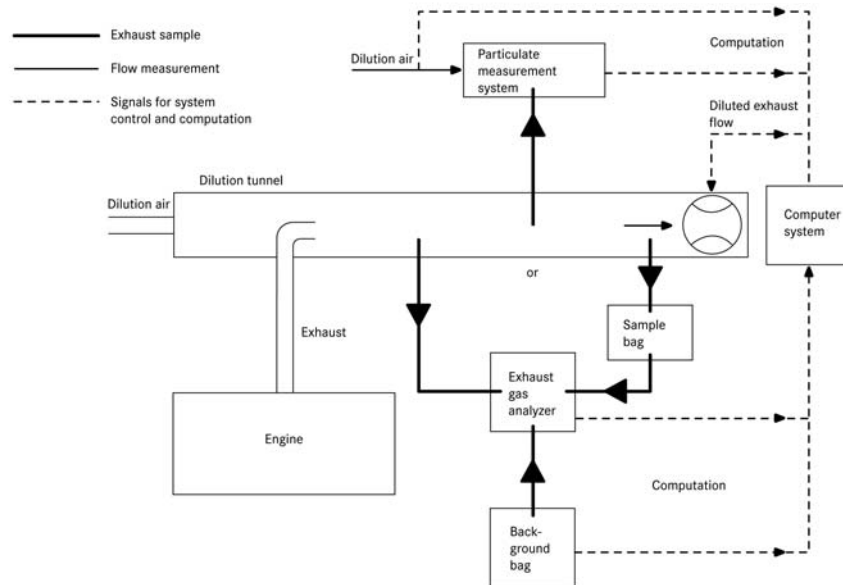 Exhaust sample
Flow measurement
Signals for system
control and computation
Dilution air
Particulate
measurement
system
Computation
Diluted exhaust
flow
Dilution tunnel
Dilution air
Computer
system
or
Exhaust
Sample
bag
Exhaust
gas
analyzer
Engine
Computation
Back-
ground
bag